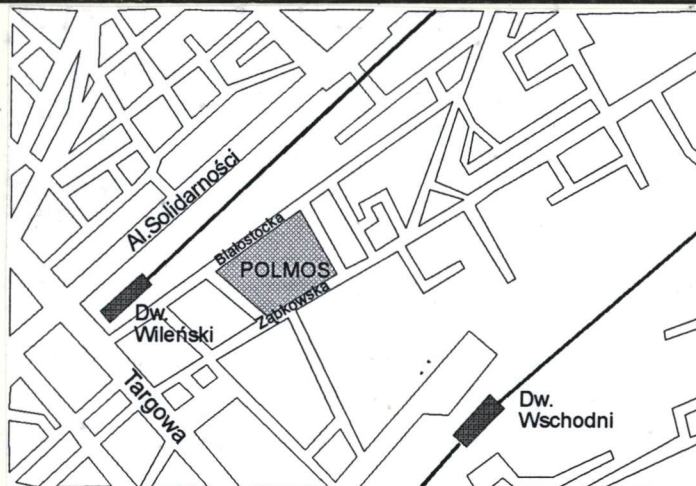 Al.Solidarności
Białostocka
POLMOS
Ząbkowska
Dw.
Wileński
Targowa
Dw.
Wschodni